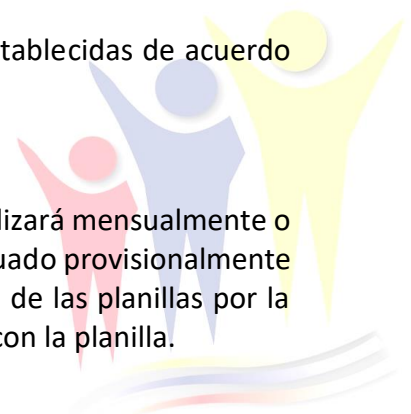 tablecidas de acuerdo
lizará mensualmente o
uado provisionalmente
de las planillas por la
con la planilla.